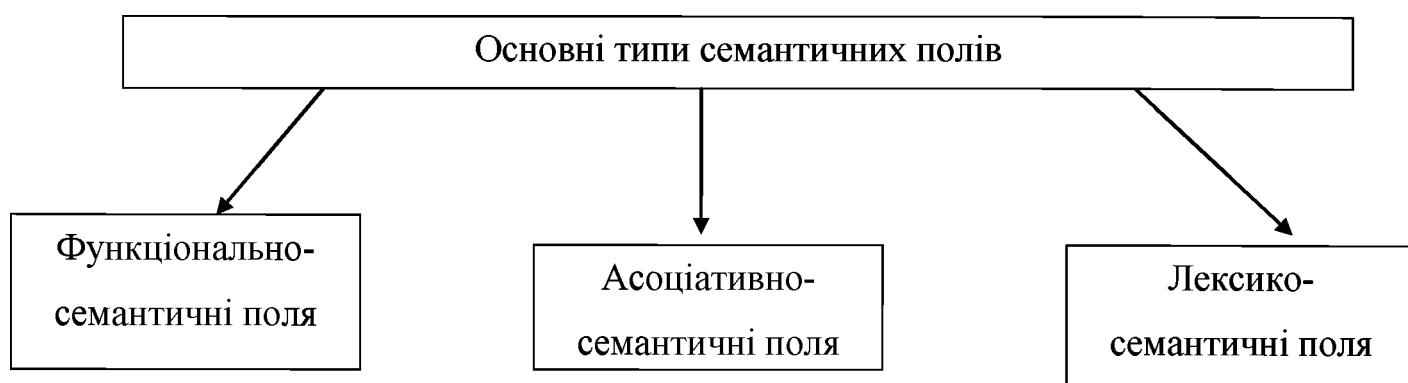 Основні типи семантичних полів
Функціонально-
семантичні поля
Асоціативно-
семантичні поля
Лексико-
семантичні поля